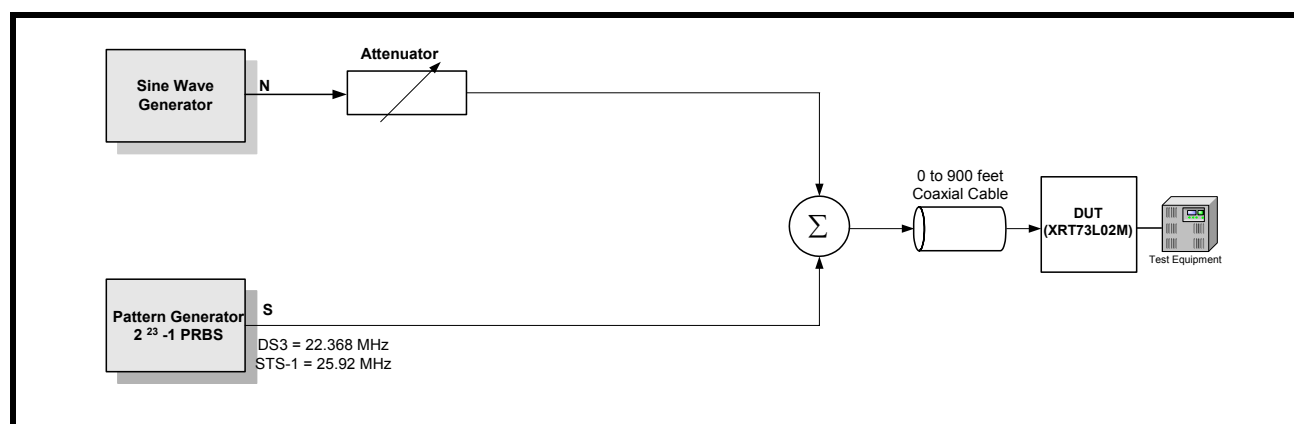 Attenuator
Sine Wave
Generator
N
0 to 900 feet
Coaxial Cable
DUT
(XRT73L02M)
Σ
Test Equipment
Pattern Generator
2 23 -1 PRBS
S
DS3 = 22.368 MHz
STS-1 = 25.92 MHz